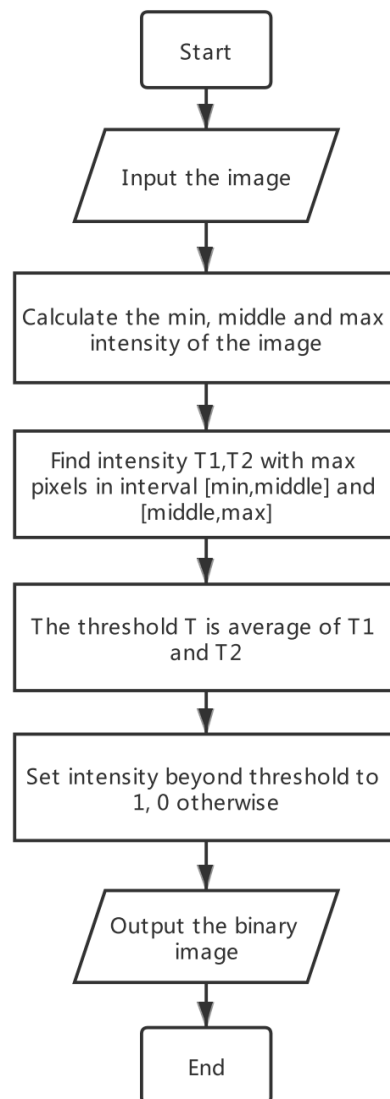 Start
Input the image
Calculate the min, middle and max
intensity of the image
Find intensity T1,T2 with max
pixels in interval [min,middle] and
[middle,max]
The threshold T is average of T1
and T2
Set intensity beyond threshold to
1, 0 otherwise
Output the binary
image
End